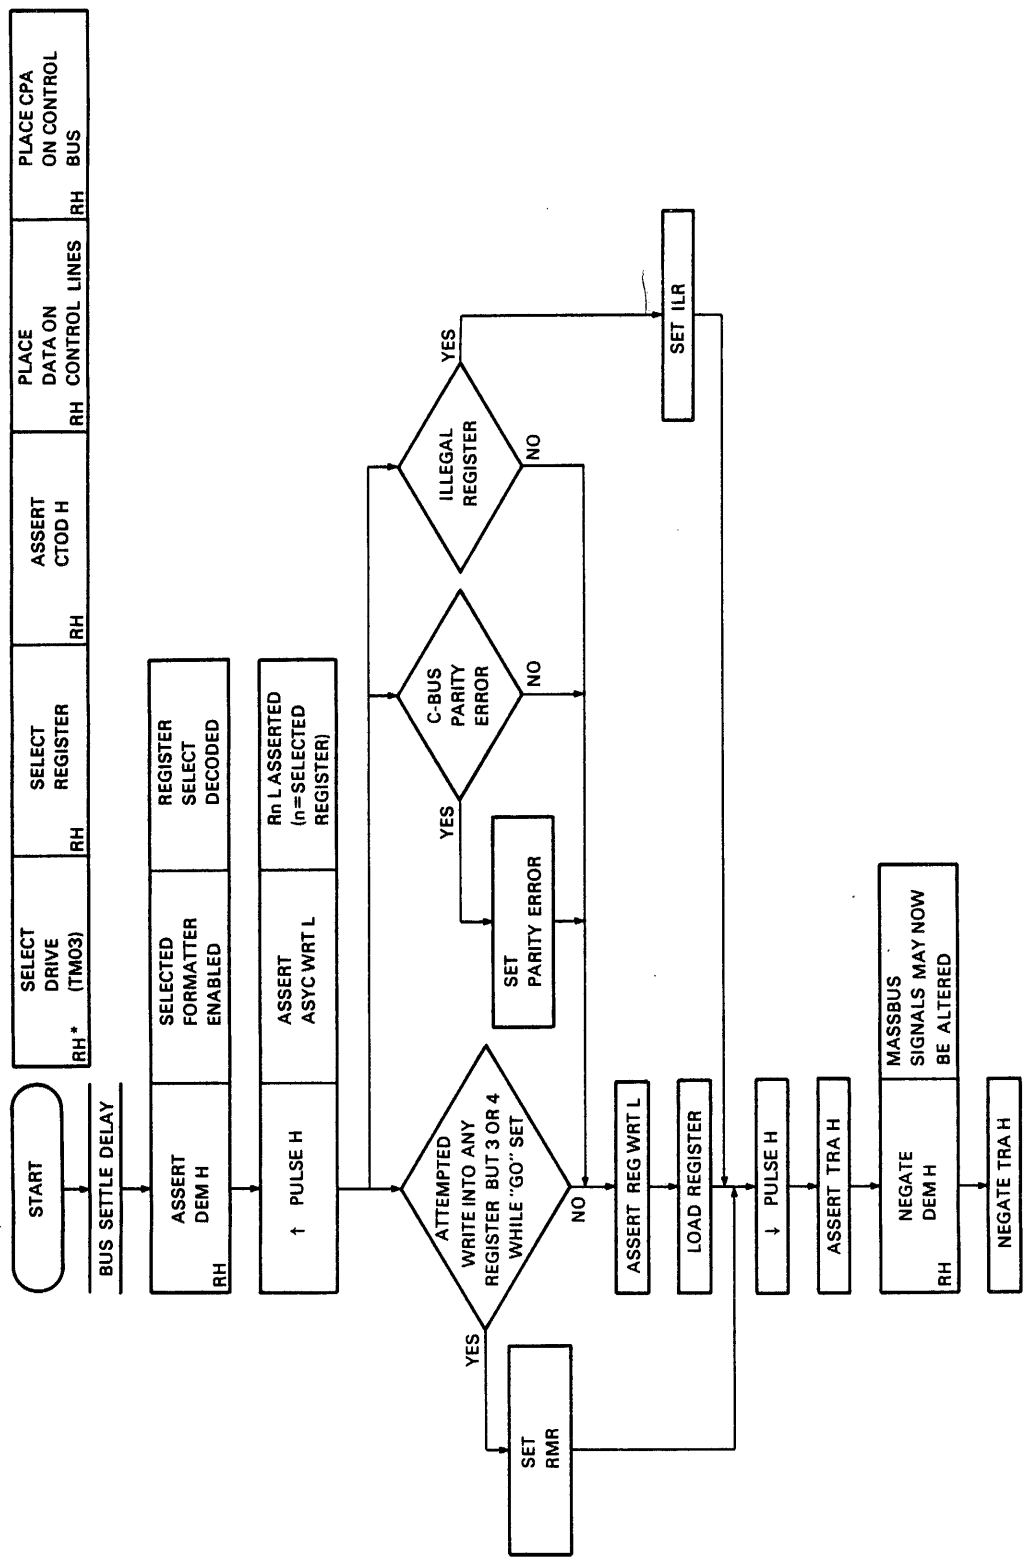 START
SELECT
DRIVE
(TM03)
RH*
SELECT
REGISTER
RH
ASSERT
CTOD H
RH
PLACE
DATA ON
CONTROL LINES
RH
PLACE CPA
ON CONTROL
BUS
RH
BUS SETTLE DELAY
ASSERT
DEM H
RH
SELECTED
FORMATTER
ENABLED
REGISTER
SELECT
DECODED
↑ PULSE H
ASSERT
ASYC WRT L
Rn L ASSERTED
(n=SELECTED
REGISTER)
ATTEMPTED
WRITE INTO ANY
REGISTER BUT 3 OR 4
WHILE "GO" SET
YES
NO
C-BUS
PARITY
ERROR
YES
NO
ILLEGAL
REGISTER
YES
NO
SET
RMR
SET
PARITY ERROR
SET ILR
ASSERT REG WRT L
LOAD REGISTER
↓ PULSE H
ASSERT TRA H
NEGATE
DEM H
RH
MASSBUS
SIGNALS MAY NOW
BE ALTERED
NEGATE TRA H